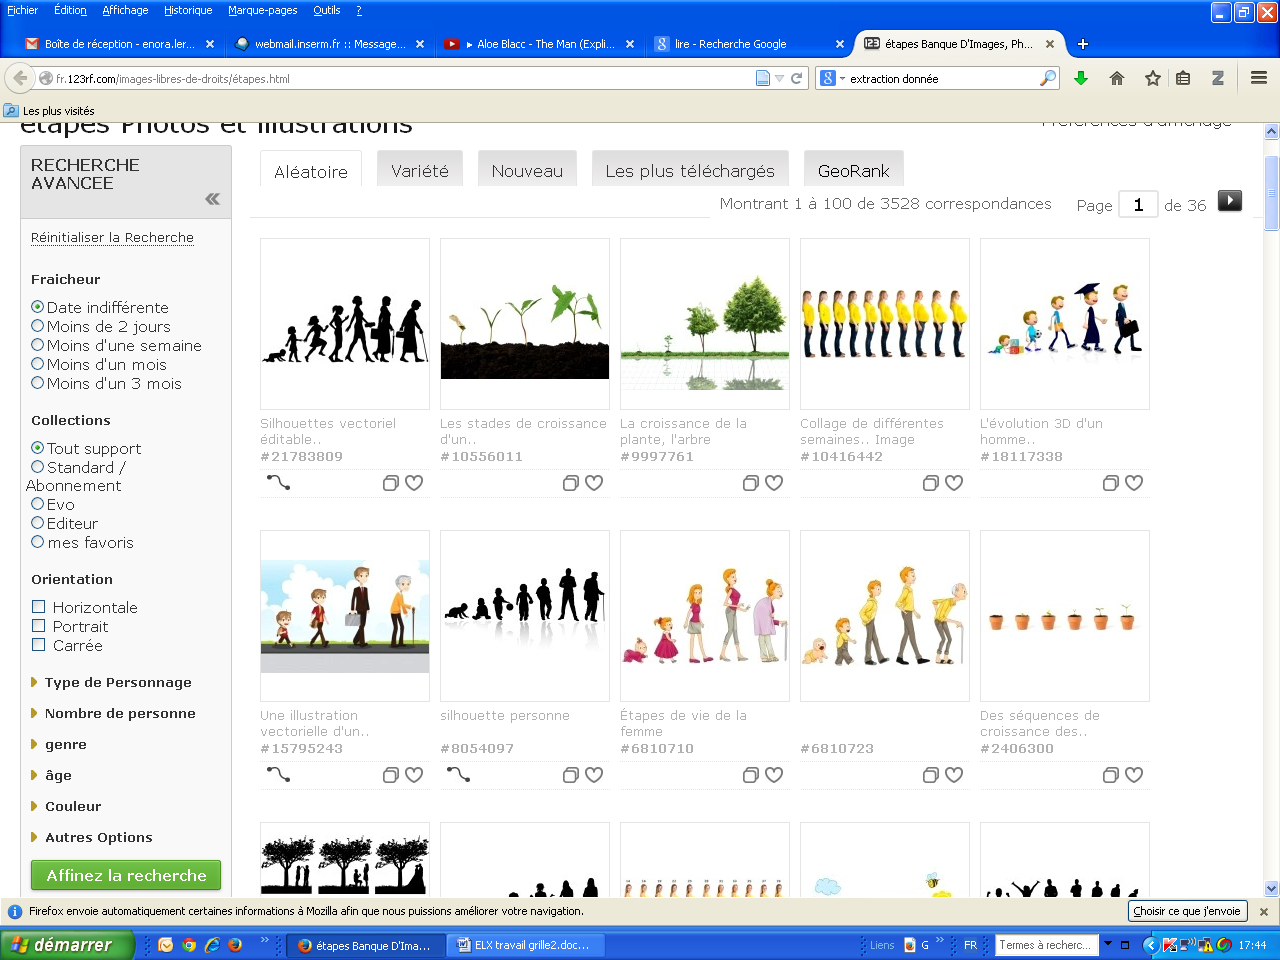 Fichier Édition Affichage Historique Marque-pages Outils ?
Boîte de réception - enora.ler... webmail.inserm.fr :: Message... ► Aloe Blacc - The Man (Expli... lire - Recherche Google étapes Banque D'Images, Ph...
fr.123rf.com/images-libres-de-droits/étapes.html extraction donnée
Les plus visités
étapes Photos et Illustrations
Préférences d'affichage
RECHERCHE AVANCEE
«
Réinitialiser la Recherche
Fraicheur
Date indifférente
Moins de 2 jours
Moins d'une semaine
Moins d'un mois
Moins d'un 3 mois
Collections
Tout support
Standard /
Abonnement
Evo
Editeur
mes favoris
Orientation
Horizontale
Portrait
Carrée
Type de Personnage
Nombre de personne
genre
âge
Couleur
Autres Options
Affinez la recherche
Aléatoire Variété Nouveau Les plus téléchargés GeoRank
Montrant 1 à 100 de 3528 correspondances Page 1 de 36
Silhouettes vectoriel
éditable..
#21783809
Les stades de croissance
d'un..
#10556011
La croissance de la
plante, l'arbre
#9997761
Collage de différentes
semaines.. Image
#10416442
L'évolution 3D d'un
homme..
#18117338
Une illustration
vectorielle d'un..
#15795243
silhouette personne
#8054097
Étapes de vie de la
femme
#6810710
#6810723
Des séquences de
croissance des..
#2406300
Firefox envoie automatiquement certaines informations à Mozilla afin que nous puissions améliorer votre navigation. Choisir ce que j'envoie
démarrer étapes Banque D'Ima... ELX travail grille2.doc... Liens G FR Termes à recherc... 17:44